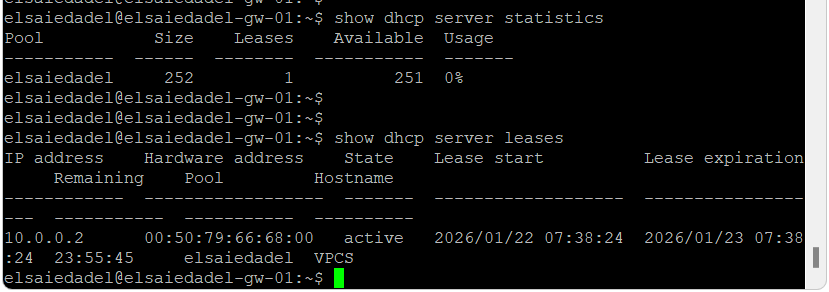 elsaiedadel@elsaiedadel-gw-01:~$
elsaiedadel@elsaiedadel-gw-01:~$ show dhcp server statistics
Pool           Size    Leases    Available  Usage
-----------  ------  --------  -----------  -------
elsaiedadel     252         1          251  0%
elsaiedadel@elsaiedadel-gw-01:~$
elsaiedadel@elsaiedadel-gw-01:~$
elsaiedadel@elsaiedadel-gw-01:~$ show dhcp server leases
IP address    Hardware address    State    Lease start          Lease expiration
     Remaining    Pool         Hostname
------------  ------------------  -------  -------------------  ----------------
---  -----------  -----------  ----------
10.0.0.2      00:50:79:66:68:00   active   2026/01/22 07:38:24  2026/01/23 07:38
:24  23:55:45     elsaiedadel  VPCS
elsaiedadel@elsaiedadel-gw-01:~$